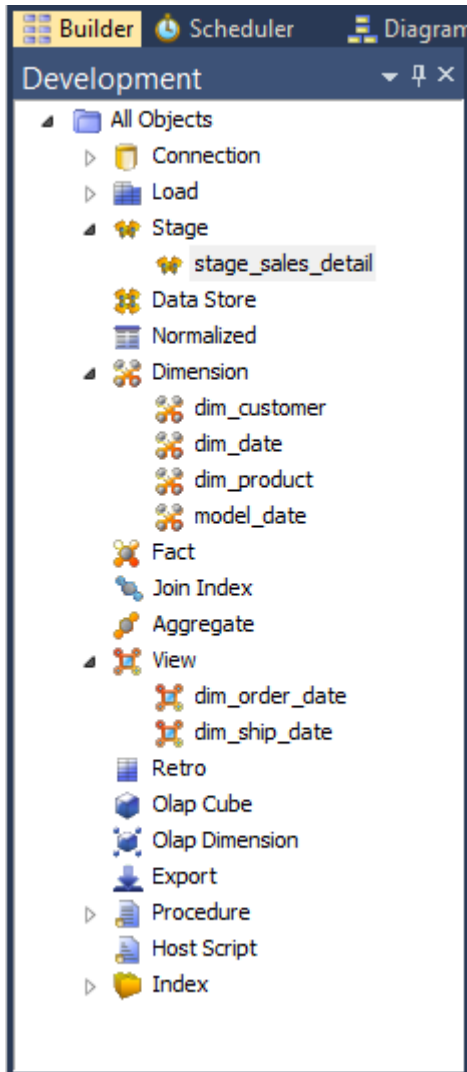 Builder Scheduler Diagram
Development
All Objects
Connection
Load
Stage
stage_sales_detail
Data Store
Normalized
Dimension
dim_customer
dim_date
dim_product
model_date
Fact
Join Index
Aggregate
View
dim_order_date
dim_ship_date
Retro
Olap Cube
Olap Dimension
Export
Procedure
Host Script
Index